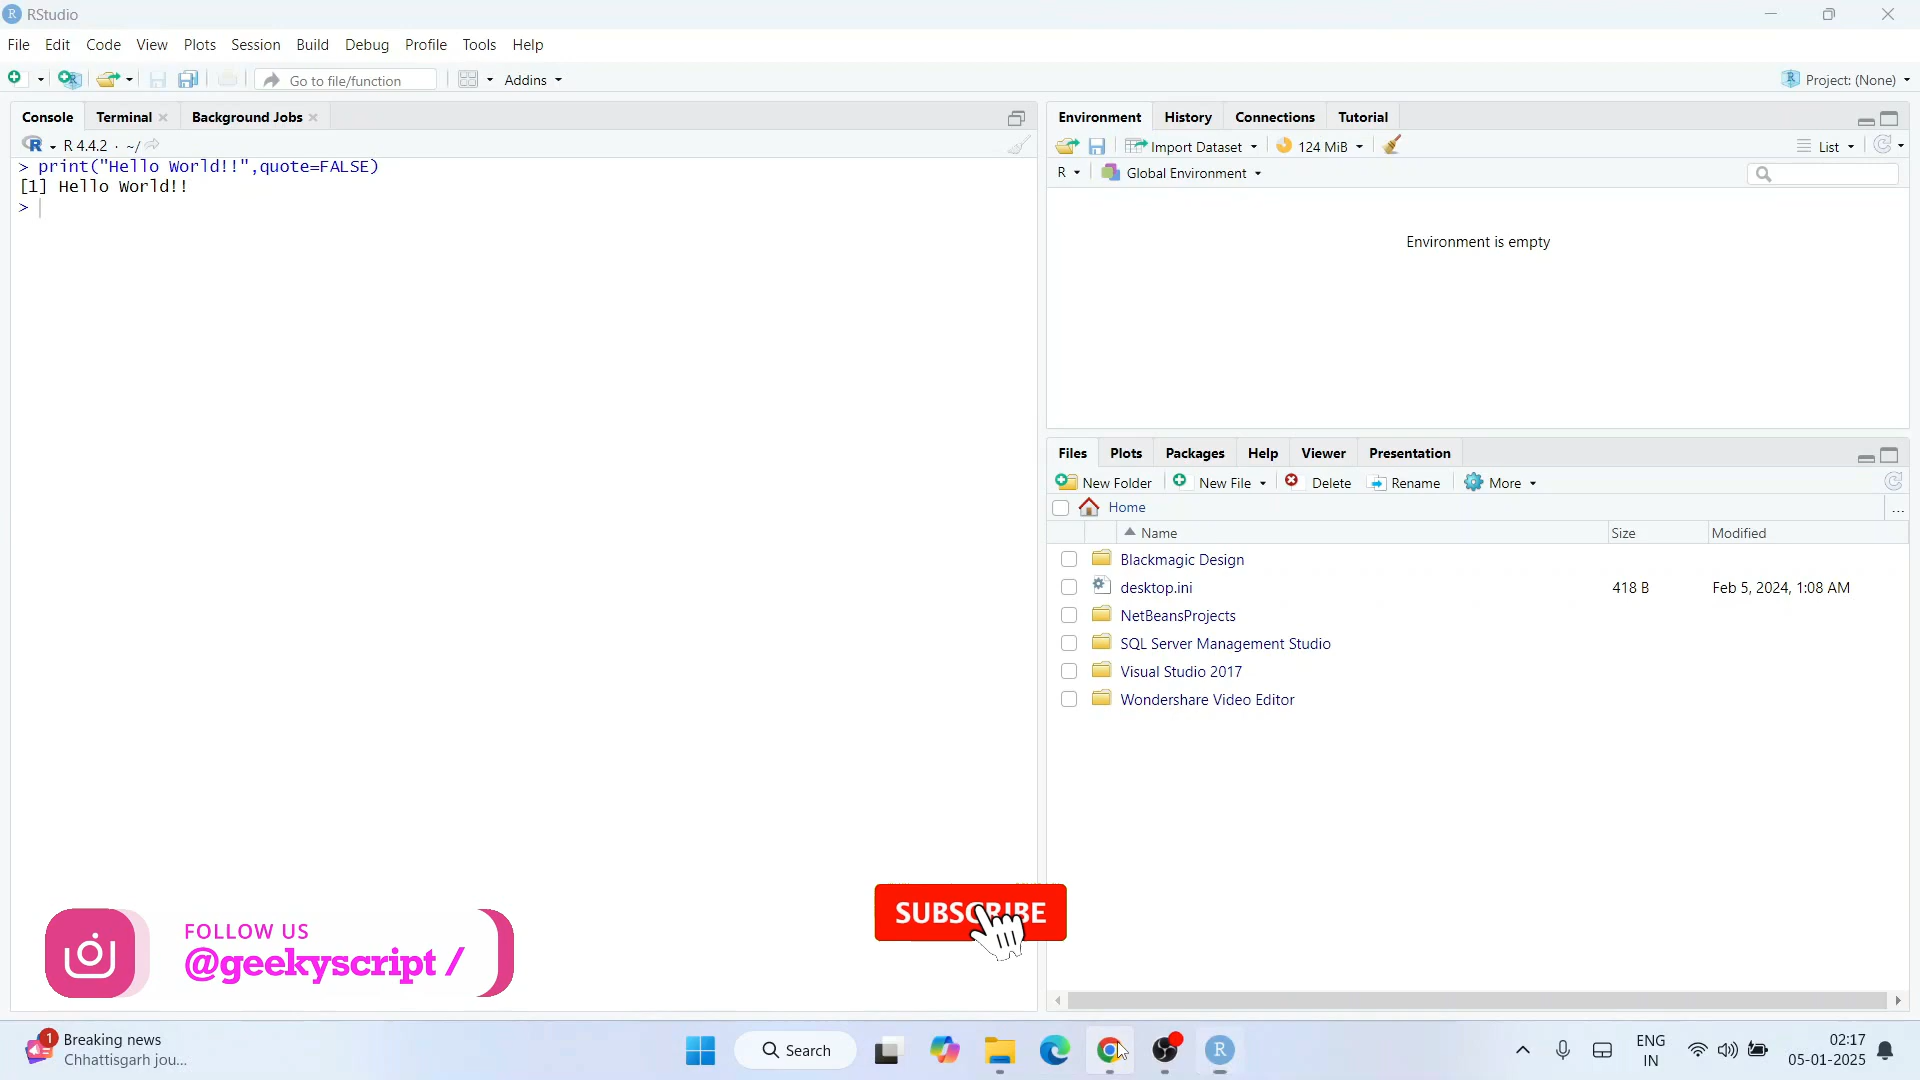 RStudio
File Edit Code View Plots Session Build Debug Profile Tools Help
Go to file/function Addins Project: (None)
Console Terminal Background Jobs
R 4.4.2 · ~/
> print("Hello World!!",quote=FALSE)
[1] Hello World!!
>
Environment History Connections Tutorial
Import Dataset 124 MiB List
R Global Environment
Environment is empty
Files Plots Packages Help Viewer Presentation
New Folder New File Delete Rename More
Home ...
Name Size Modified
Blackmagic Design
desktop.ini 418 B Feb 5, 2024, 1:08 AM
NetBeansProjects
SQL Server Management Studio
Visual Studio 2017
Wondershare Video Editor
SUBSCRIBE
FOLLOW US
@geekyscript /
1 Breaking news
Chhattisgarh jou...
Search
ENG
IN
02:17
05-01-2025